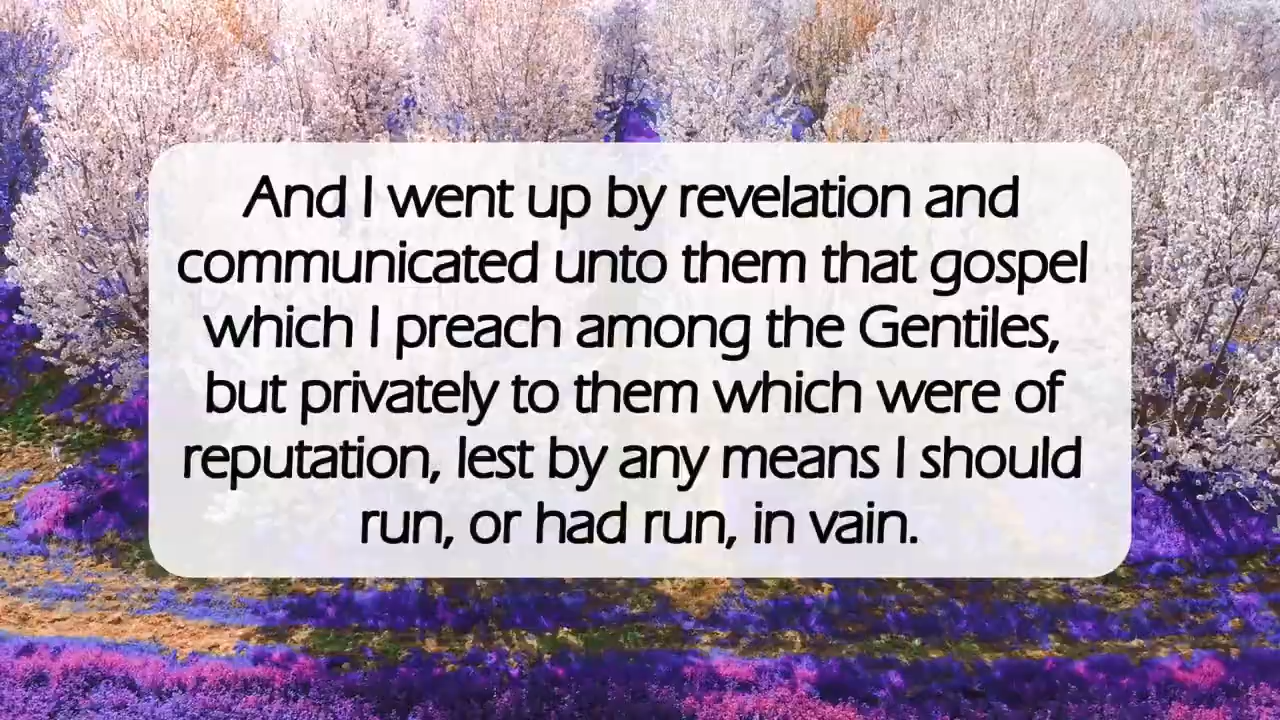 And I went up by revelation and
communicated unto them that gospel
which I preach among the Gentiles,
but privately to them which were of
reputation, lest by any means I should
run, or had run, in vain.